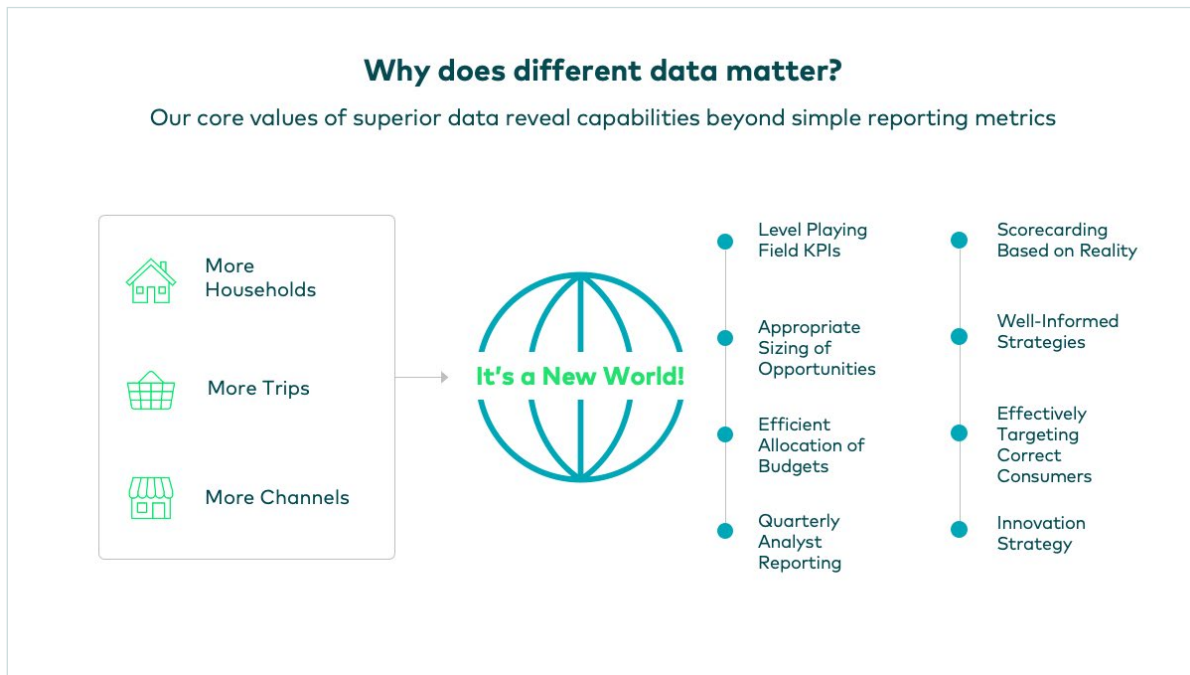 Why does different data matter?
Our core values of superior data reveal capabilities beyond simple reporting metrics
More
Households
More Trips
More Channels
It's a New World!
Level Playing
Field KPIs
Appropriate
Sizing of
Opportunities
Efficient
Allocation of
Budgets
Quarterly
Analyst
Reporting
Scorecarding
Based on Reality
Well-Informed
Strategies
Effectively
Targeting
Correct
Consumers
Innovation
Strategy